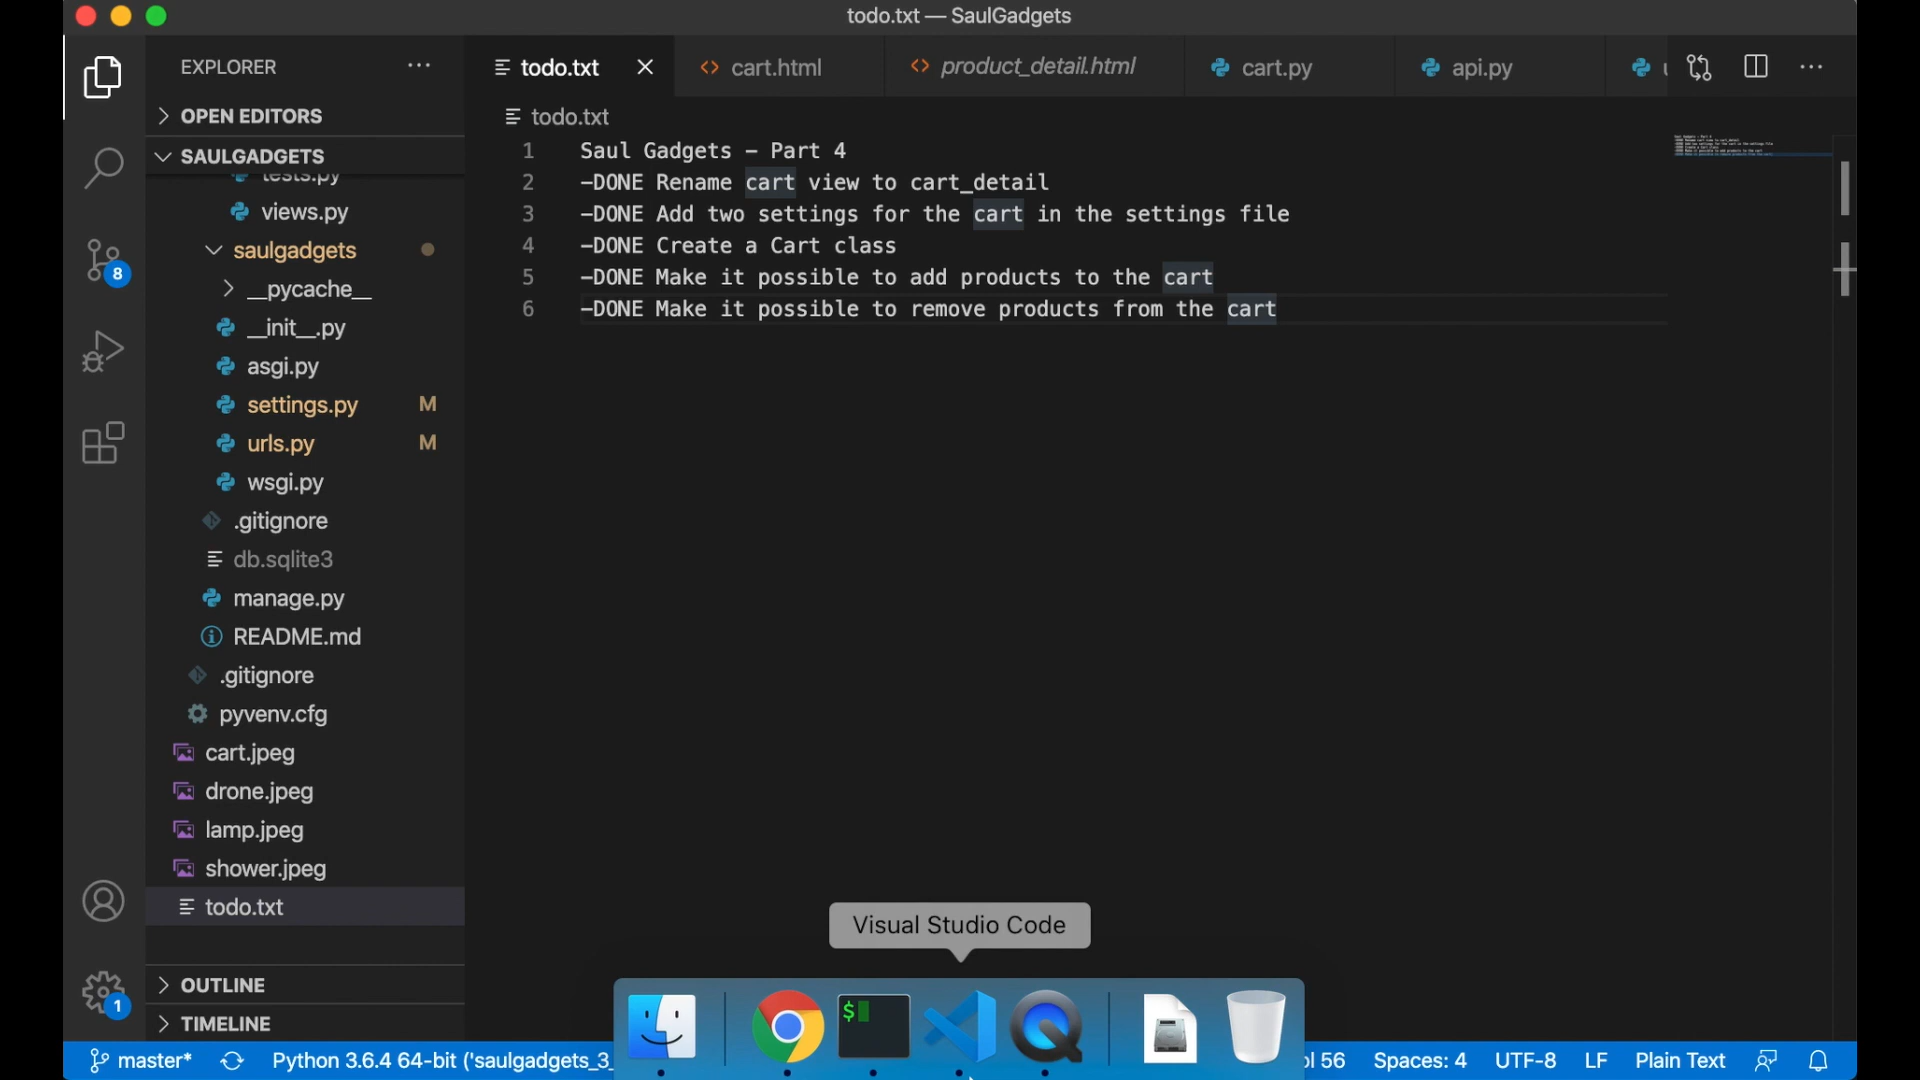 todo.txt — SaulGadgets
EXPLORER
todo.txt
cart.html
product_detail.html
cart.py
api.py
OPEN EDITORS
SAULGADGETS
tests.py
views.py
saulgadgets
__pycache__
__init__.py
asgi.py
settings.py M
urls.py M
wsgi.py
.gitignore
db.sqlite3
manage.py
README.md
.gitignore
pyvenv.cfg
cart.jpeg
drone.jpeg
lamp.jpeg
shower.jpeg
todo.txt
OUTLINE
TIMELINE
8
1
todo.txt
1 Saul Gadgets - Part 4
2 -DONE Rename cart view to cart_detail
3 -DONE Add two settings for the cart in the settings file
4 -DONE Create a Cart class
5 -DONE Make it possible to add products to the cart
6 -DONE Make it possible to remove products from the cart
Visual Studio Code
$
master*
Python 3.6.4 64-bit ('saulgadgets_3_
56
Spaces: 4
UTF-8
LF
Plain Text